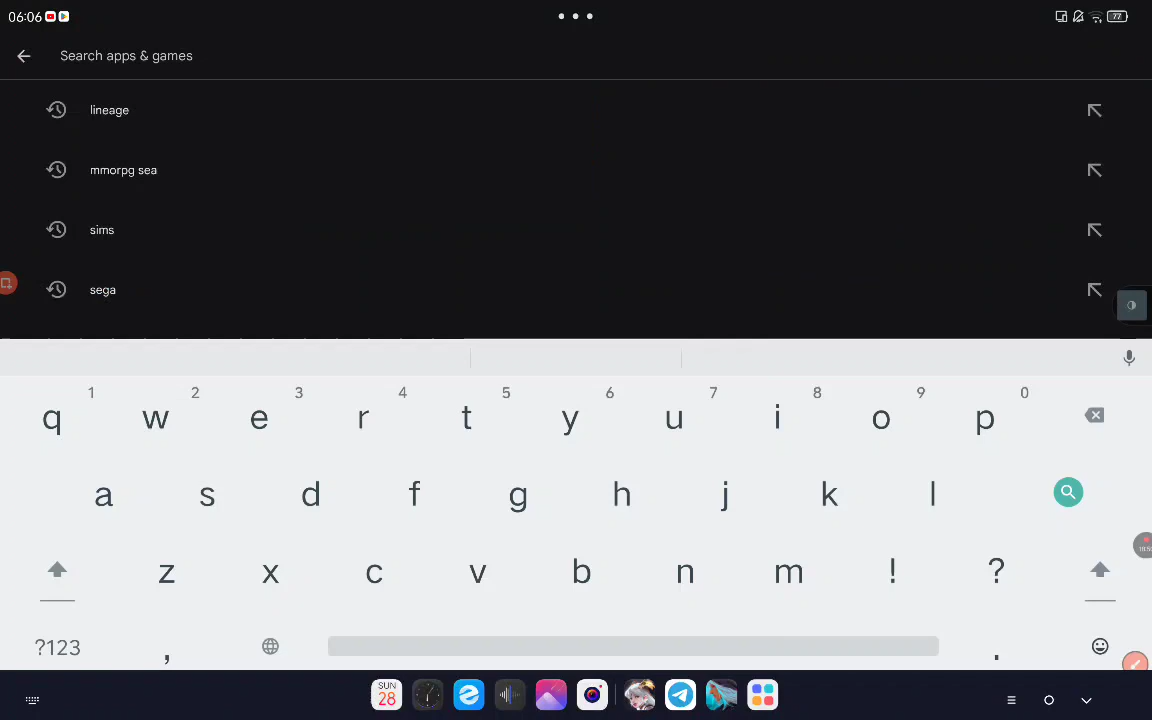 06:06
77
Search apps & games
lineage
mmorpg sea
sims
sega
1 2 3 4 5 6 7 8 9 0
q w e r t y u i o p
a s d f g h j k l
z x c v b n m ! ?
?123 , .
SUN
28